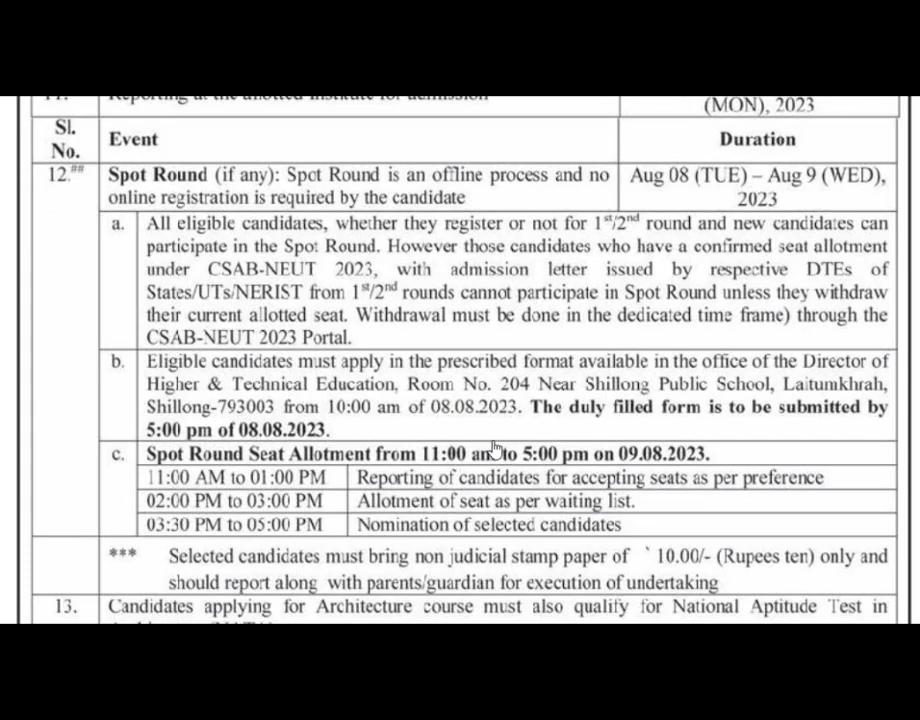 (MON), 2023
Sl. No. Event Duration
12.## Spot Round (if any): Spot Round is an offline process and no Aug 08 (TUE) – Aug 9 (WED),
online registration is required by the candidate 2023
a. All eligible candidates, whether they register or not for 1st/2nd round and new candidates can
participate in the Spot Round. However those candidates who have a confirmed seat allotment
under CSAB-NEUT 2023, with admission letter issued by respective DTEs of
States/UTs/NERIST from 1st/2nd rounds cannot participate in Spot Round unless they withdraw
their current allotted seat. Withdrawal must be done in the dedicated time frame) through the
CSAB-NEUT 2023 Portal.
b. Eligible candidates must apply in the prescribed format available in the office of the Director of
Higher & Technical Education, Room No. 204 Near Shillong Public School, Laitumkhrah,
Shillong-793003 from 10:00 am of 08.08.2023. The duly filled form is to be submitted by
5:00 pm of 08.08.2023.
c. Spot Round Seat Allotment from 11:00 am to 5:00 pm on 09.08.2023.
11:00 AM to 01:00 PM Reporting of candidates for accepting seats as per preference
02:00 PM to 03:00 PM Allotment of seat as per waiting list.
03:30 PM to 05:00 PM Nomination of selected candidates
*** Selected candidates must bring non judicial stamp paper of ` 10.00/- (Rupees ten) only and
should report along with parents/guardian for execution of undertaking
13. Candidates applying for Architecture course must also qualify for National Aptitude Test in